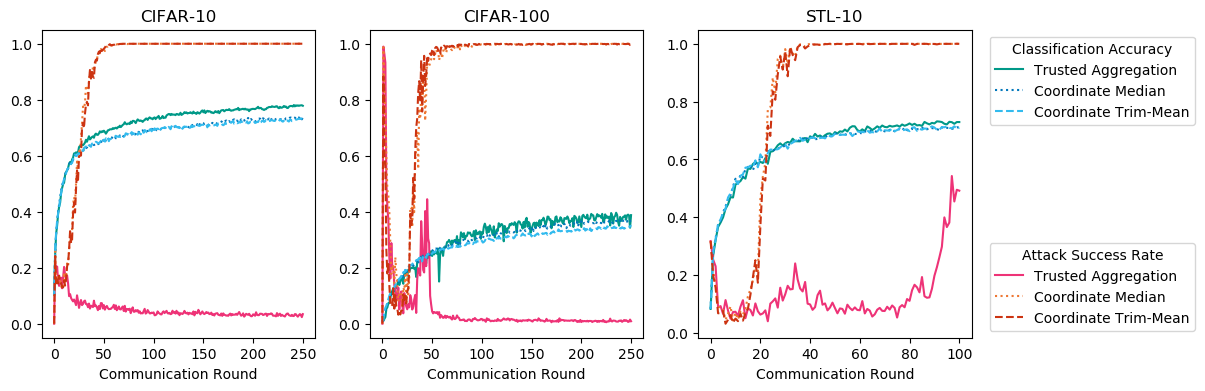 CIFAR-10
1.0
0.8
0.6
0.4
0.2
0.0
0 50 100 150 200 250
Communication Round
CIFAR-100
1.0
0.8
0.6
0.4
0.2
0.0
0 50 100 150 200 250
Communication Round
STL-10
1.0
0.8
0.6
0.4
0.2
0.0
0 20 40 60 80 100
Communication Round
Classification Accuracy
Trusted Aggregation
Coordinate Median
Coordinate Trim-Mean
Attack Success Rate
Trusted Aggregation
Coordinate Median
Coordinate Trim-Mean